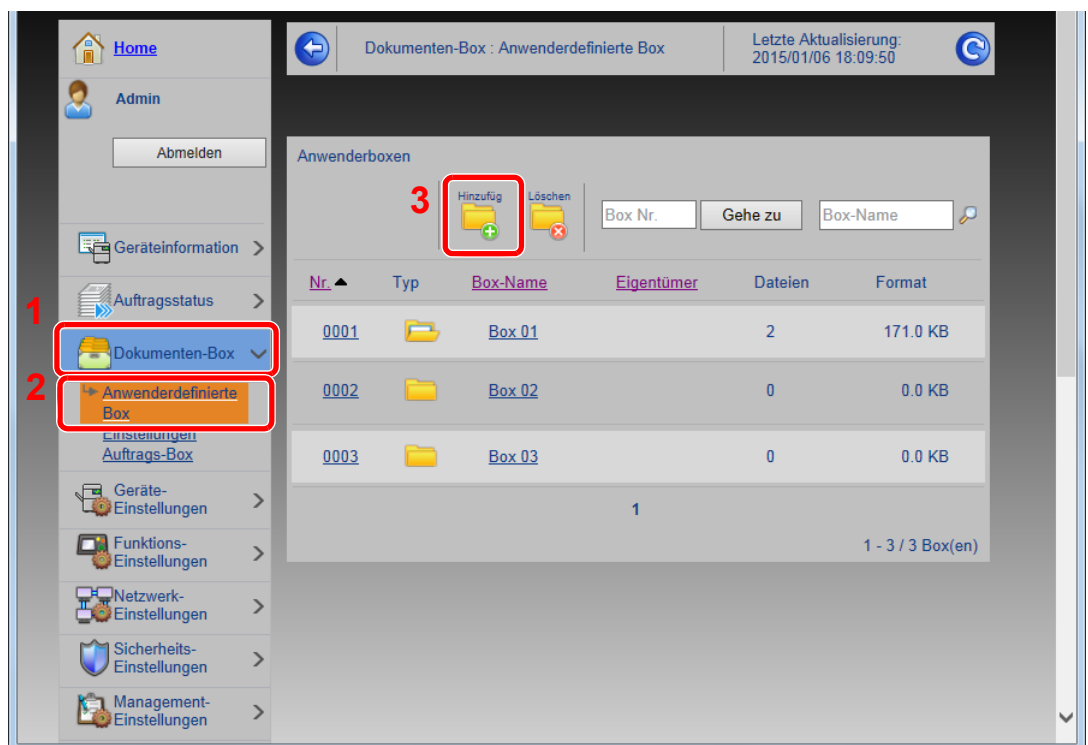 Home
Admin
Abmelden
Geräteinformation
Auftragsstatus
1
Dokumenten-Box
2
Anwenderdefinierte
Box
Einstellungen
Auftrags-Box
Geräte-
Einstellungen
Funktions-
Einstellungen
Netzwerk-
Einstellungen
Sicherheits-
Einstellungen
Management-
Einstellungen
Dokumenten-Box : Anwenderdefinierte Box
Letzte Aktualisierung:
2015/01/06 18:09:50
Anwenderboxen
3
Hinzufüg Löschen
Box Nr. Gehe zu Box-Name
Nr. Typ Box-Name Eigentümer Dateien Format
0001 Box 01 2 171.0 KB
0002 Box 02 0 0.0 KB
0003 Box 03 0 0.0 KB
1
1 - 3 / 3 Box(en)